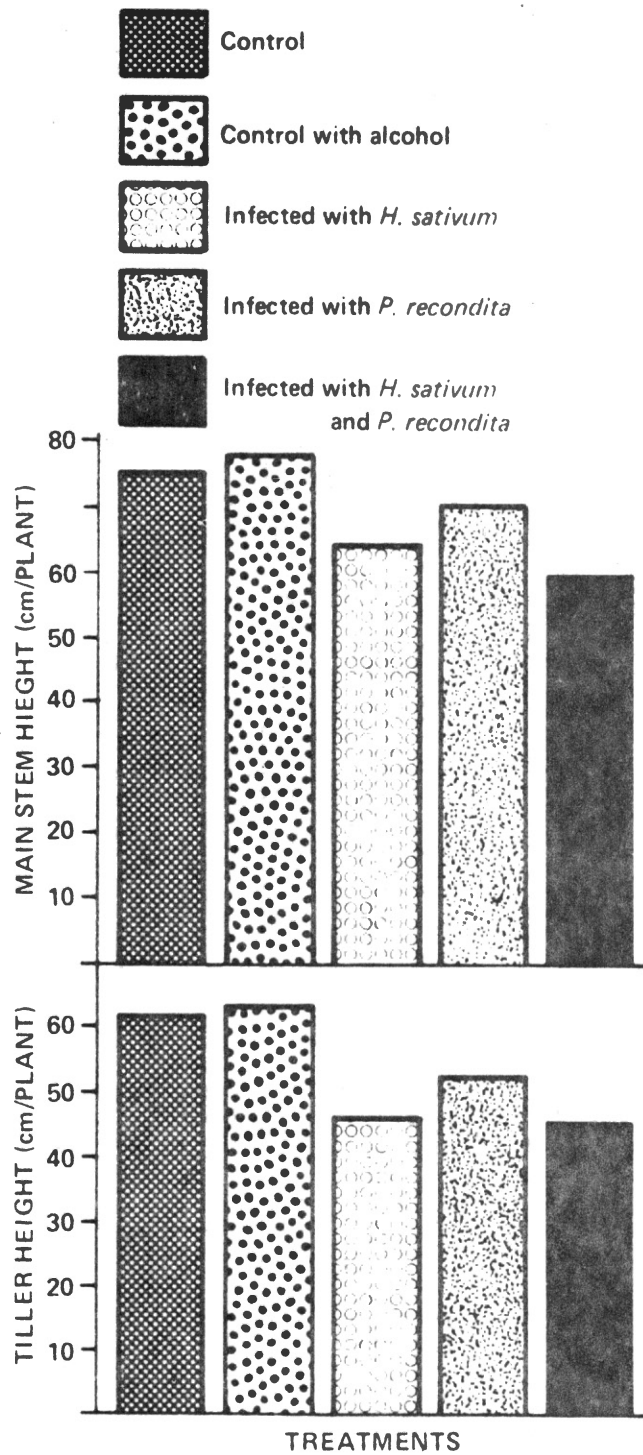 Control
Control with alcohol
Infected with H. sativum
Infected with P. recondita
Infected with H. sativum
and P. recondita
MAIN STEM HIEGHT (cm/PLANT)
80
60
50
40
30
20
10
TILLER HEIGHT (cm/PLANT)
60
50
40
30
20
10
TREATMENTS